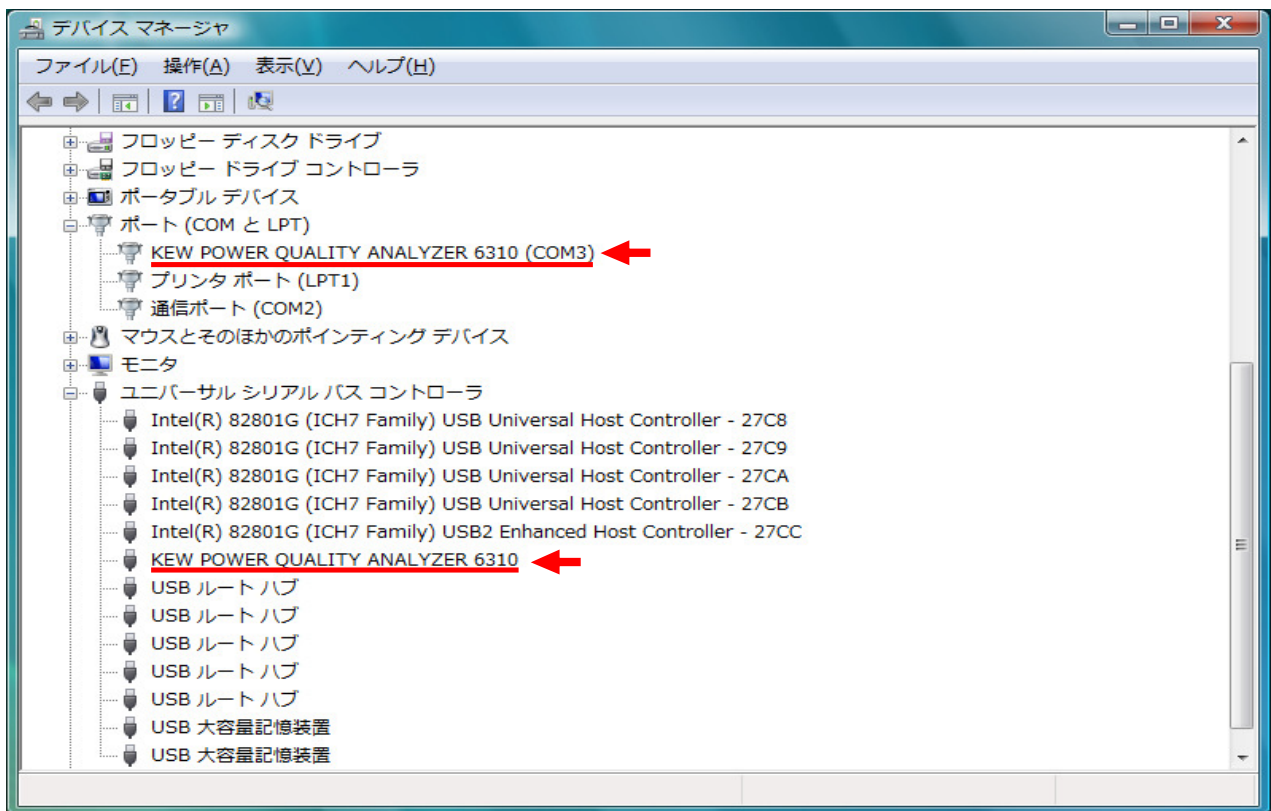 デバイス マネージャ
ファイル(F) 操作(A) 表示(V) ヘルプ(H)
フロッピー ディスク ドライブ
フロッピー ドライブ コントローラ
ポータブル デバイス
ポート (COM と LPT)
KEW POWER QUALITY ANALYZER 6310 (COM3)
プリンタ ポート (LPT1)
通信ポート (COM2)
マウスとそのほかのポインティング デバイス
モニタ
ユニバーサル シリアル バス コントローラ
Intel(R) 82801G (ICH7 Family) USB Universal Host Controller - 27C8
Intel(R) 82801G (ICH7 Family) USB Universal Host Controller - 27C9
Intel(R) 82801G (ICH7 Family) USB Universal Host Controller - 27CA
Intel(R) 82801G (ICH7 Family) USB Universal Host Controller - 27CB
Intel(R) 82801G (ICH7 Family) USB2 Enhanced Host Controller - 27CC
KEW POWER QUALITY ANALYZER 6310
USB ルート ハブ
USB ルート ハブ
USB ルート ハブ
USB ルート ハブ
USB ルート ハブ
USB 大容量記憶装置
USB 大容量記憶装置